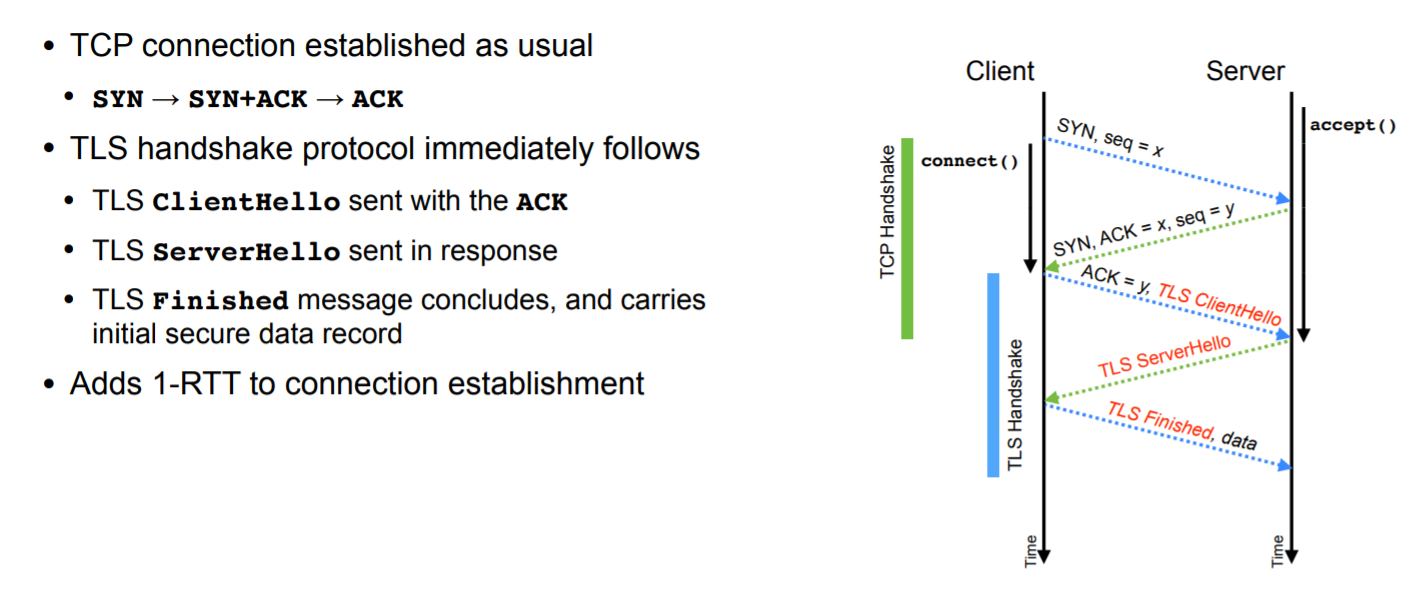 • TCP connection established as usual
• SYN → SYN+ACK → ACK
• TLS handshake protocol immediately follows
• TLS ClientHello sent with the ACK
• TLS ServerHello sent in response
• TLS Finished message concludes, and carries
initial secure data record
• Adds 1-RTT to connection establishment
Client
Server
accept()
connect()
TCP Handshake
SYN, seq = x
SYN, ACK = x, seq = y
ACK = y, TLS ClientHello
TLS ServerHello
TLS Handshake
TLS Finished, data
Time
Time